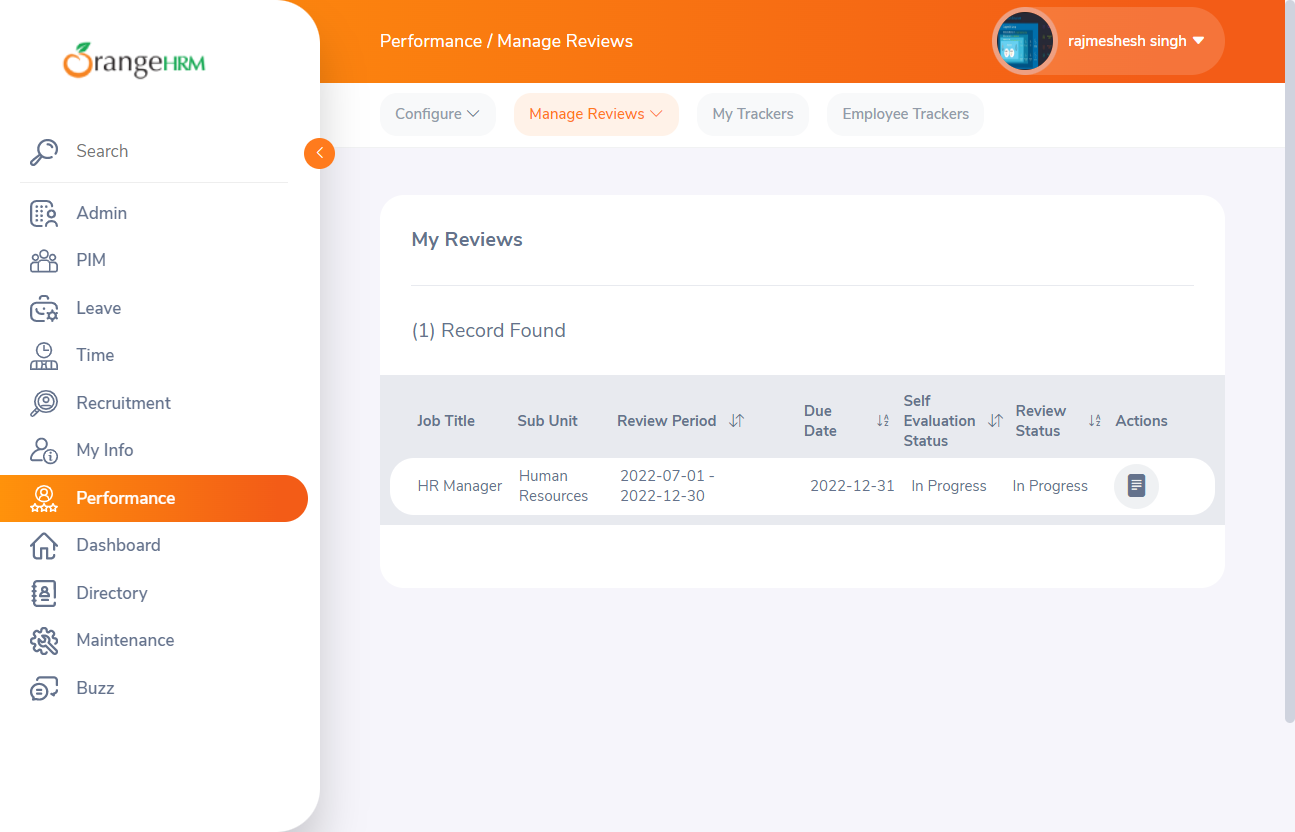 OrangeHRM
Performance / Manage Reviews
rajmeshesh singh
Configure
Manage Reviews
My Trackers
Employee Trackers
Search
Admin
PIM
Leave
Time
Recruitment
My Info
Performance
Dashboard
Directory
Maintenance
Buzz
My Reviews
(1) Record Found
Job Title
Sub Unit
Review Period
Due
Date
Self
Evaluation
Status
Review
Status
Actions
HR Manager
Human
Resources
2022-07-01 -
2022-12-30
2022-12-31
In Progress
In Progress